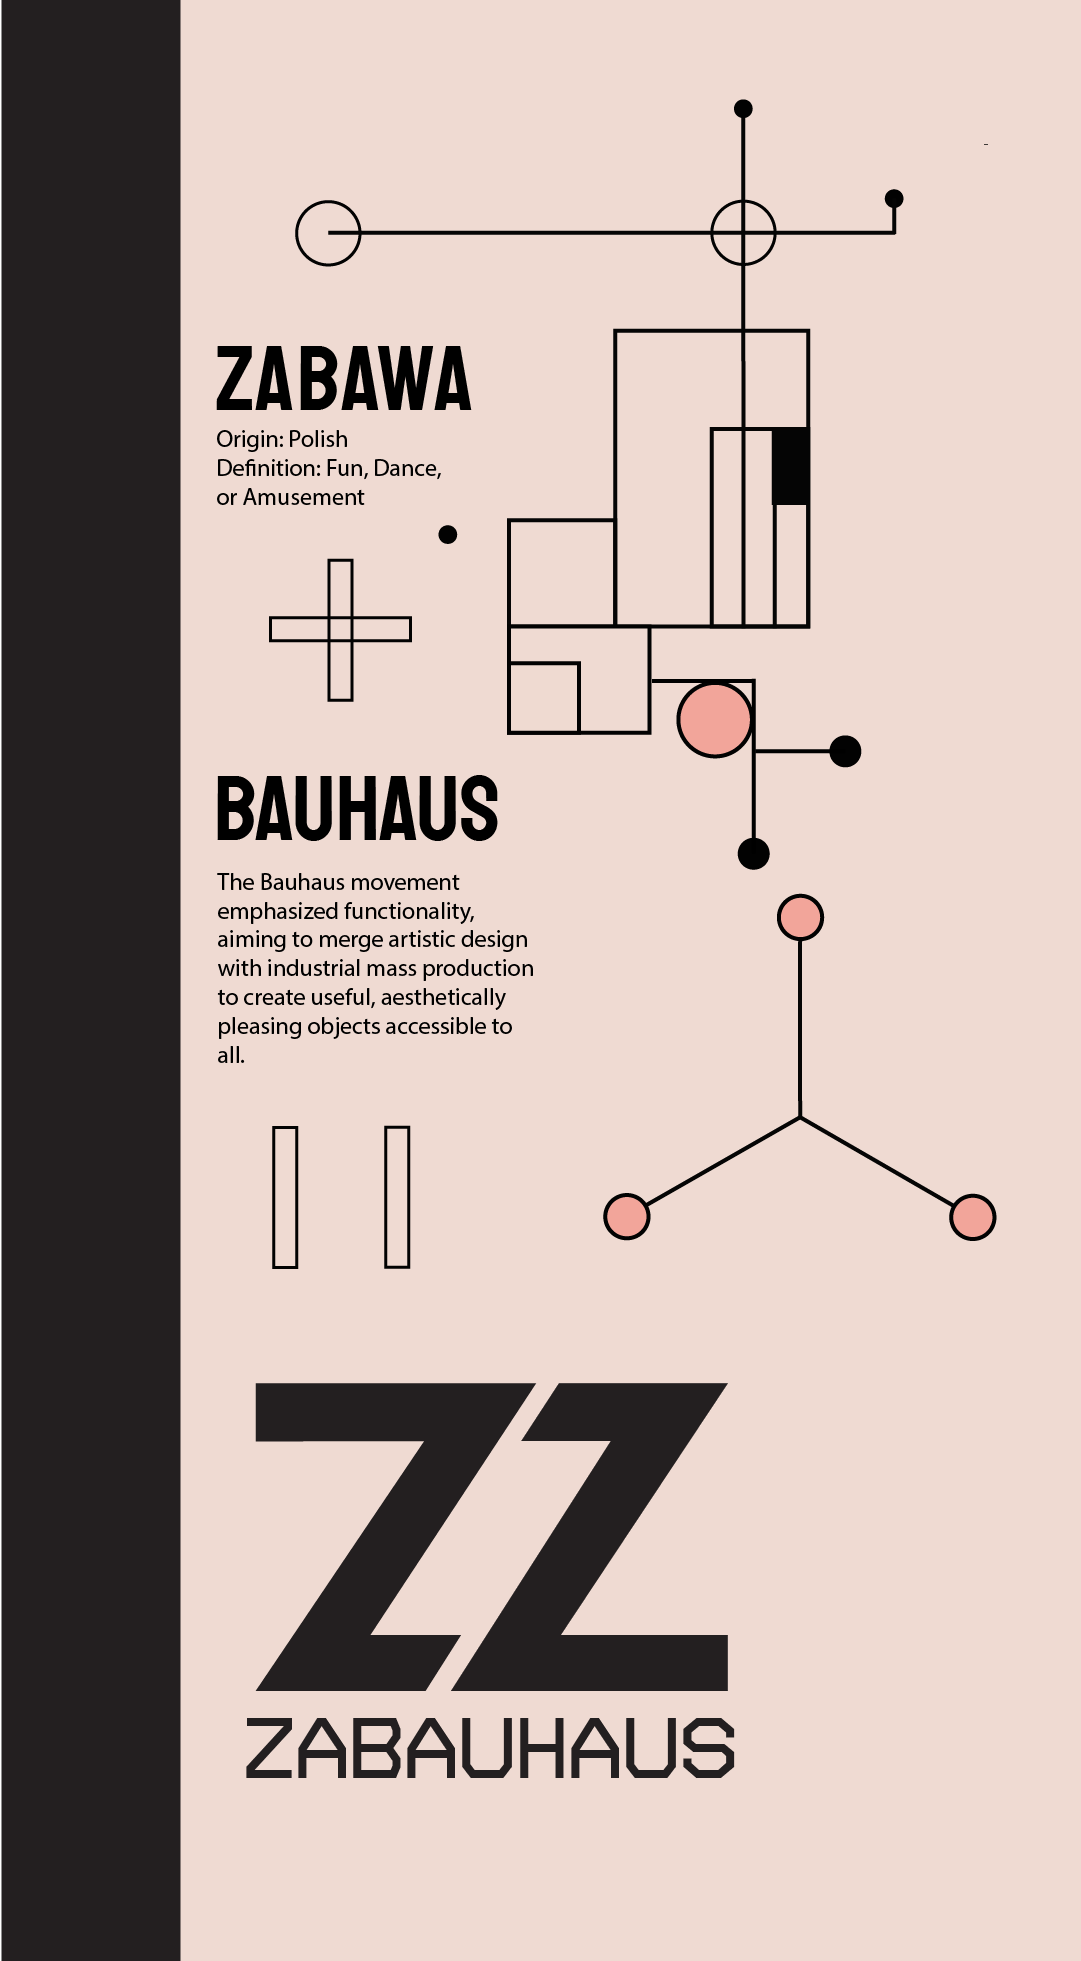 ZABAWA
Origin: Polish
Definition: Fun, Dance,
or Amusement
BAUHAUS
The Bauhaus movement
emphasized functionality,
aiming to merge artistic design
with industrial mass production
to create useful, aesthetically
pleasing objects accessible to
all.
ZZ
ZABAUHAUS